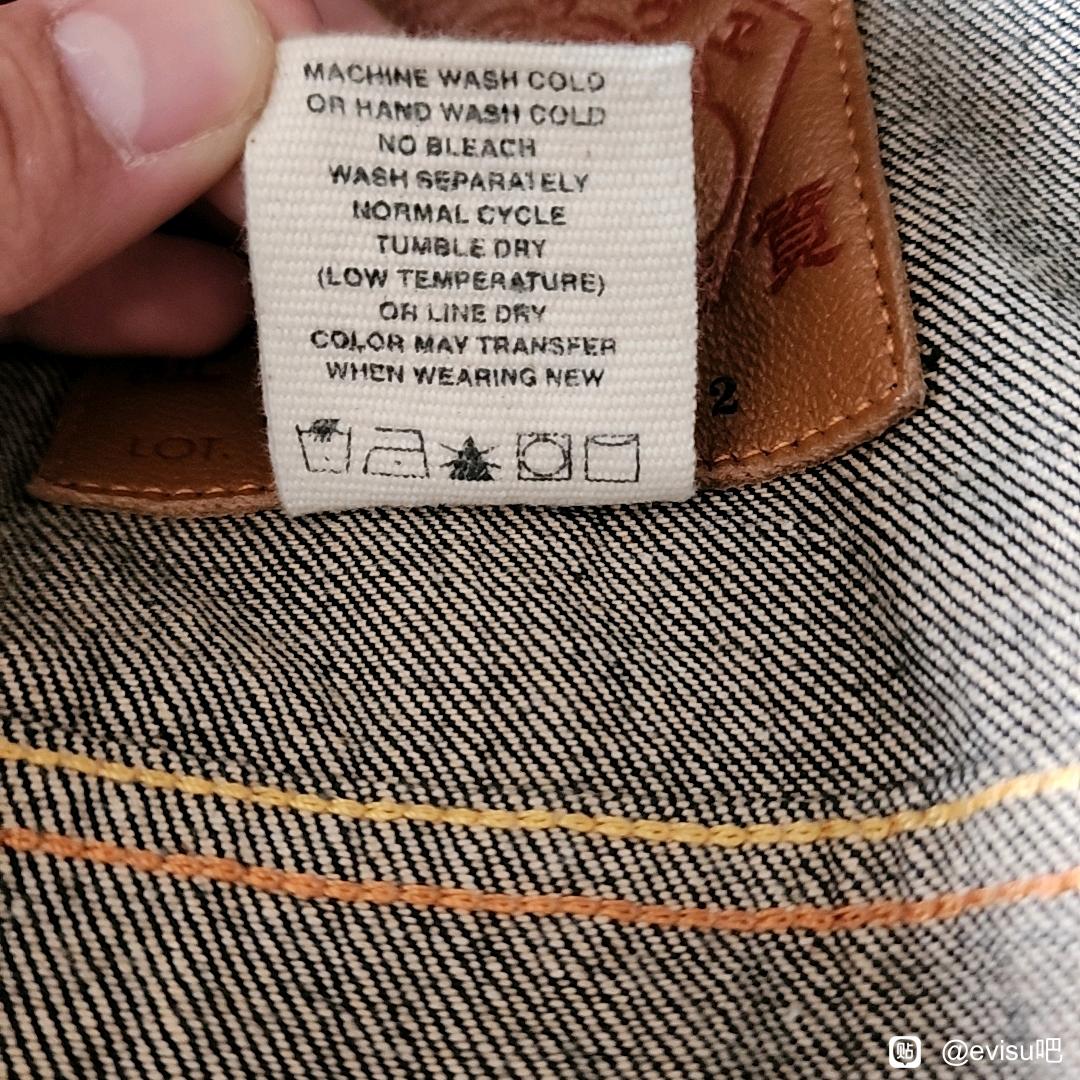 MACHINE WASH COLD
OR HAND WASH COLD
NO BLEACH
WASH SEPARATELY
NORMAL CYCLE
TUMBLE DRY
(LOW TEMPERATURE)
OR LINE DRY
COLOR MAY TRANSFER
WHEN WEARING NEW
2
LOT.
贴 @evisu吧